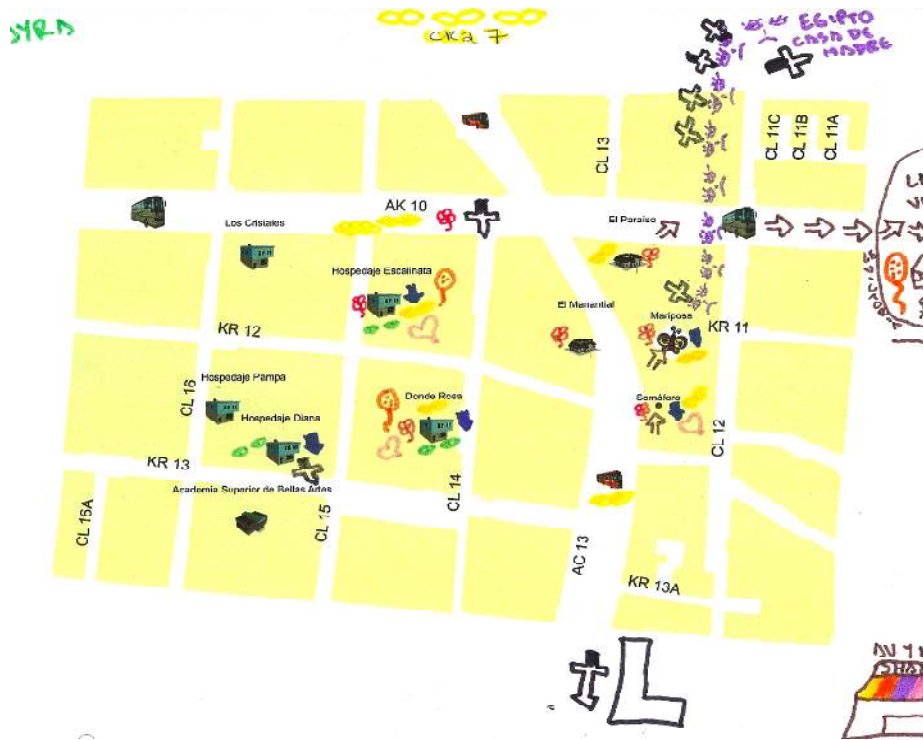 CRA 7
EGIPTO
CASA DE
MADRE
CL 13
CL 11C
CL 11B
CL 11A
AK 10
Los Cristales
El Paraiso
Hospedaje Escalinata
El Manantial
Mariposa
KR 12
KR 11
Hospedaje Pampa
Donde Rosa
Semáforo
CL 16
Hospedaje Diana
CL 12
KR 13
CL 14
Academia Superior de Bellas Artes
CL 16A
CL 15
AC 13
KR 13A